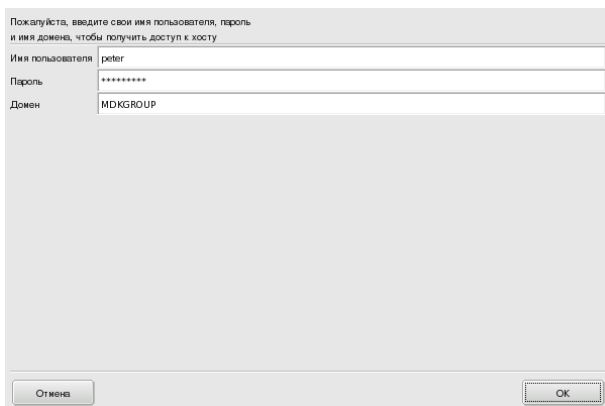 Пожалуйста, введите свои имя пользователя, пароль
и имя домена, чтобы получить доступ к хосту
Имя пользователя peter
Пароль *********
Домен MDKGROUP
Отмена OK